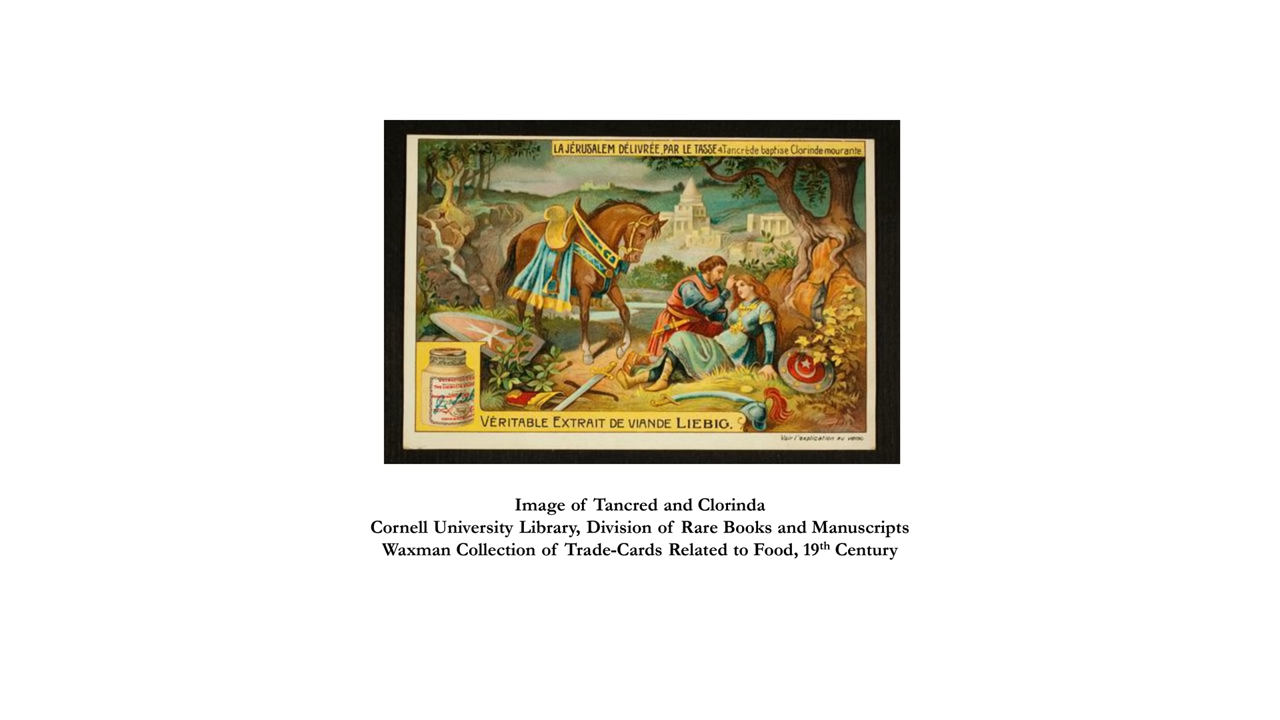 LA JÉRUSALEM DÉLIVRÉE, PAR LE TASSE. Tancrède baptise Clorinde mourante.
VÉRITABLE EXTRAIT DE VIANDE LIEBIG.
Voir l'explication au verso.
Image of Tancred and Clorinda
Cornell University Library, Division of Rare Books and Manuscripts
Waxman Collection of Trade-Cards Related to Food, 19th Century